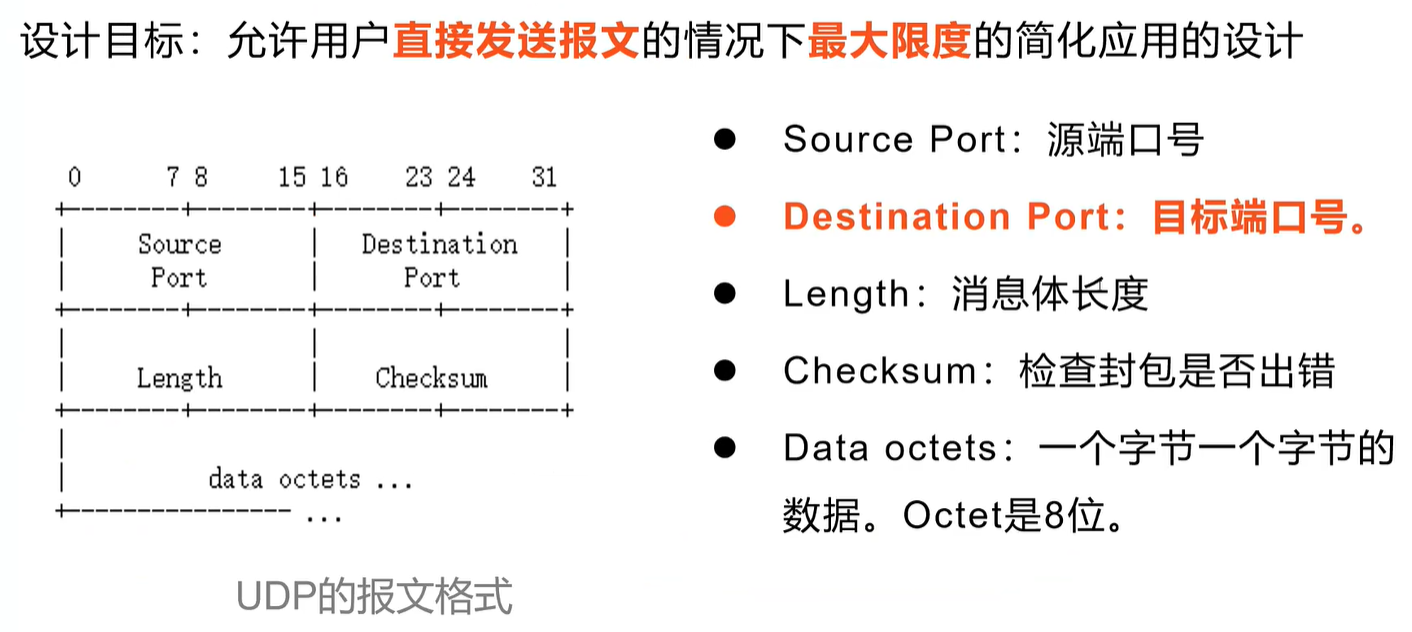 设计目标：允许用户直接发送报文的情况下最大限度的简化应用的设计
0 7 8 15 16 23 24 31
Source Destination
Port Port
Length Checksum
data octets ...
...
UDP的报文格式
● Source Port：源端口号
● Destination Port：目标端口号。
● Length：消息体长度
● Checksum：检查封包是否出错
● Data octets：一个字节一个字节的
数据。Octet是8位。